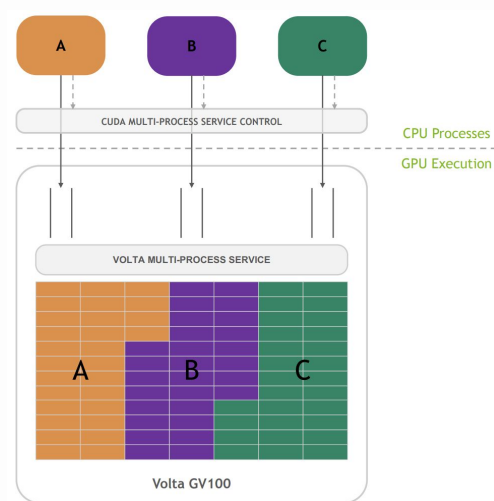 A
B
C
CUDA MULTI-PROCESS SERVICE CONTROL
CPU Processes
GPU Execution
VOLTA MULTI-PROCESS SERVICE
A
B
C
Volta GV100